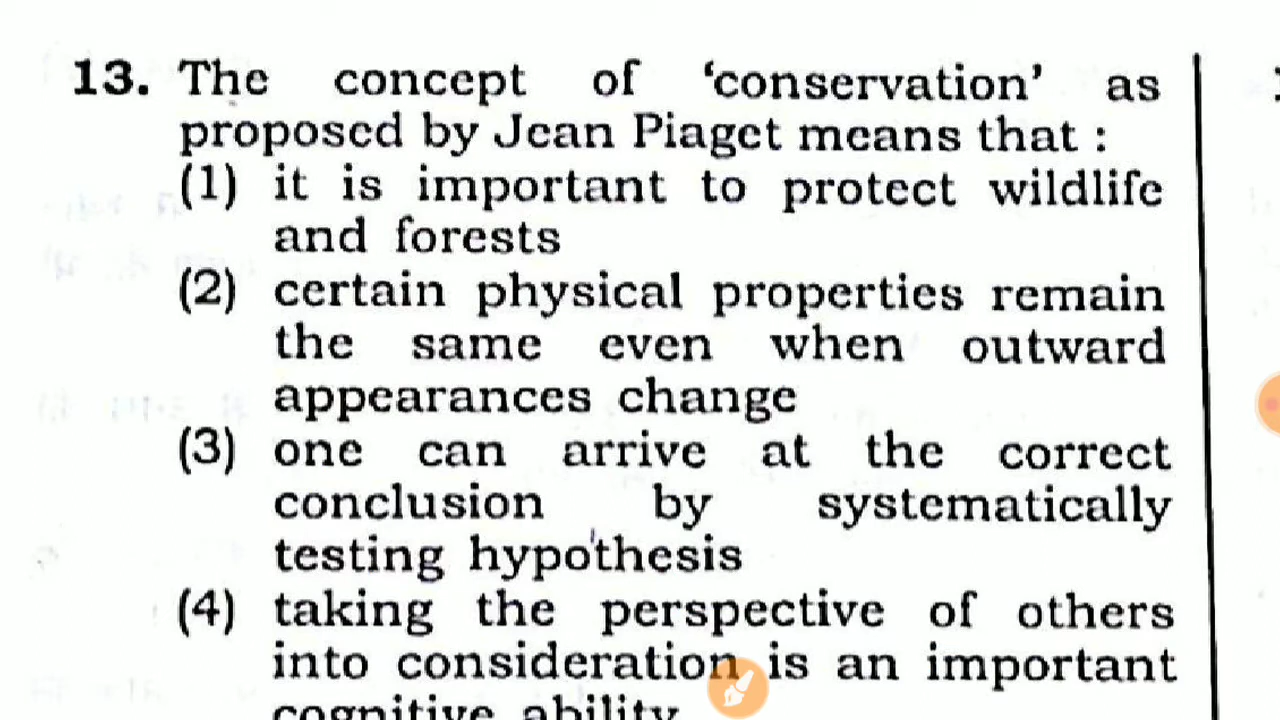 13. The concept of ‘conservation’ as
proposed by Jean Piaget means that :
(1) it is important to protect wildlife
and forests
(2) certain physical properties remain
the same even when outward
appearances change
(3) one can arrive at the correct
conclusion by systematically
testing hypothesis
(4) taking the perspective of others
into consideration is an important
cognitive ability